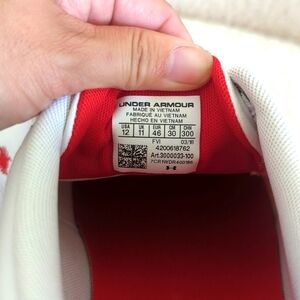 UNDER ARMOUR
MADE IN VIETNAM
FABRIQUÉ AU VIETNAM
HECHO EN VIETNAM
USA UK EUR CM CHN
12 11 46 30 300
FVI 03/18
4200618762
Art.3000023-100